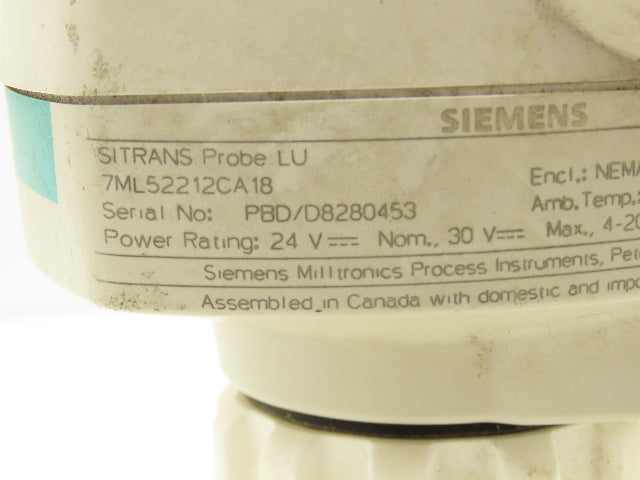 SIEMENS
SITRANS Probe LU
7ML52212CA18
Encl.: NEMA
Serial No: PBD/D8280453
Amb. Temp.:
Power Rating: 24 V⎓ Nom., 30 V⎓ Max., 4-20
Siemens Milltronics Process Instruments, Pet
Assembled in Canada with domestic and impo